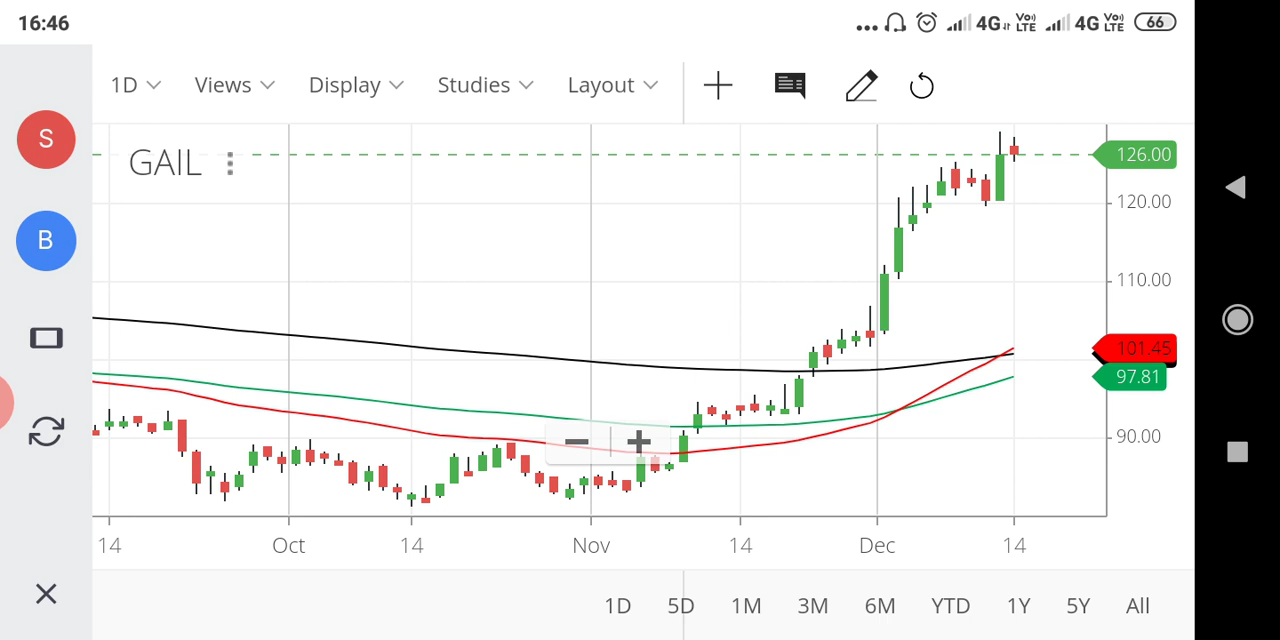 16:46
4G VoLTE 4G VoLTE 66
1D Views Display Studies Layout
S
B
GAIL
126.00
120.00
110.00
101.45
97.81
90.00
14 Oct 14 Nov 14 Dec 14
1D 5D 1M 3M 6M YTD 1Y 5Y All